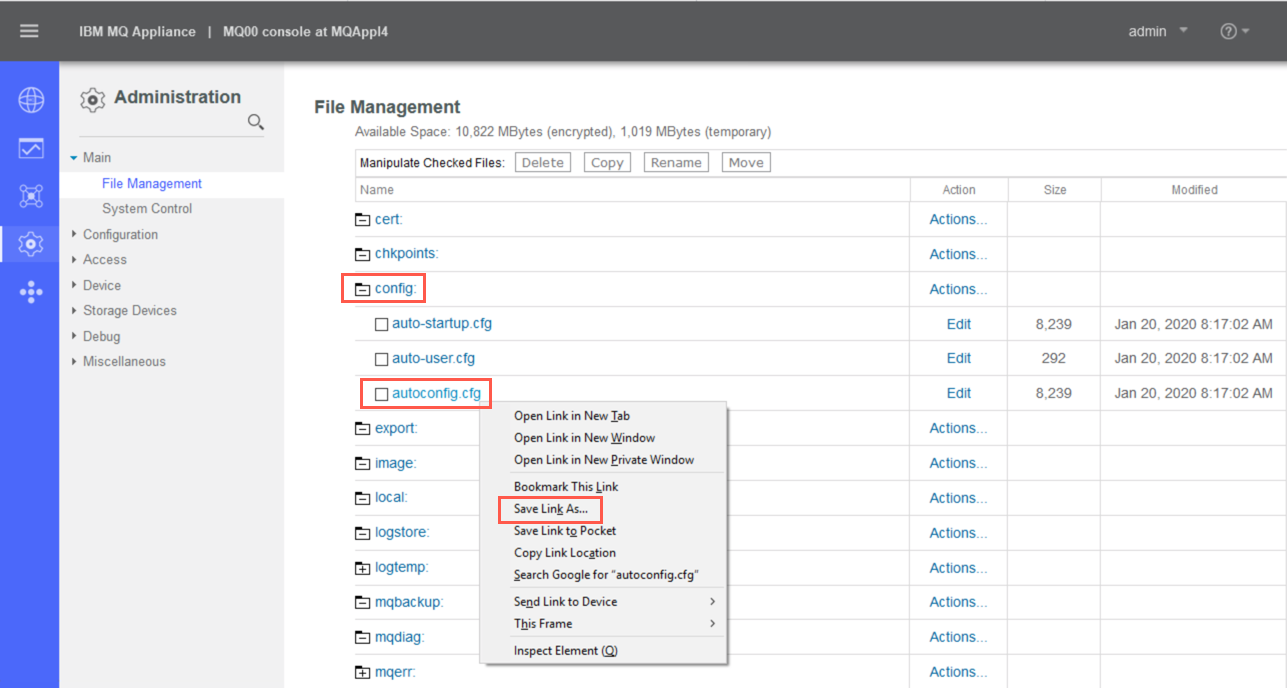 IBM MQ Appliance | MQ00 console at MQAppl4
admin
?
Administration
Main
File Management
System Control
Configuration
Access
Device
Storage Devices
Debug
Miscellaneous
File Management
Available Space: 10,822 MBytes (encrypted), 1,019 MBytes (temporary)
Manipulate Checked Files: Delete Copy Rename Move
Name Action Size Modified
cert: Actions...
chkpoints: Actions...
config: Actions...
auto-startup.cfg Edit 8,239 Jan 20, 2020 8:17:02 AM
auto-user.cfg Edit 292 Jan 20, 2020 8:17:02 AM
autoconfig.cfg Edit 8,239 Jan 20, 2020 8:17:02 AM
export: Actions...
image: Actions...
local: Actions...
logstore: Actions...
logtemp: Actions...
mqbackup: Actions...
mqdiag: Actions...
mqerr: Actions...
Open Link in New Tab
Open Link in New Window
Open Link in New Private Window
Bookmark This Link
Save Link As...
Save Link to Pocket
Copy Link Location
Search Google for "autoconfig.cfg"
Send Link to Device
This Frame
Inspect Element (Q)